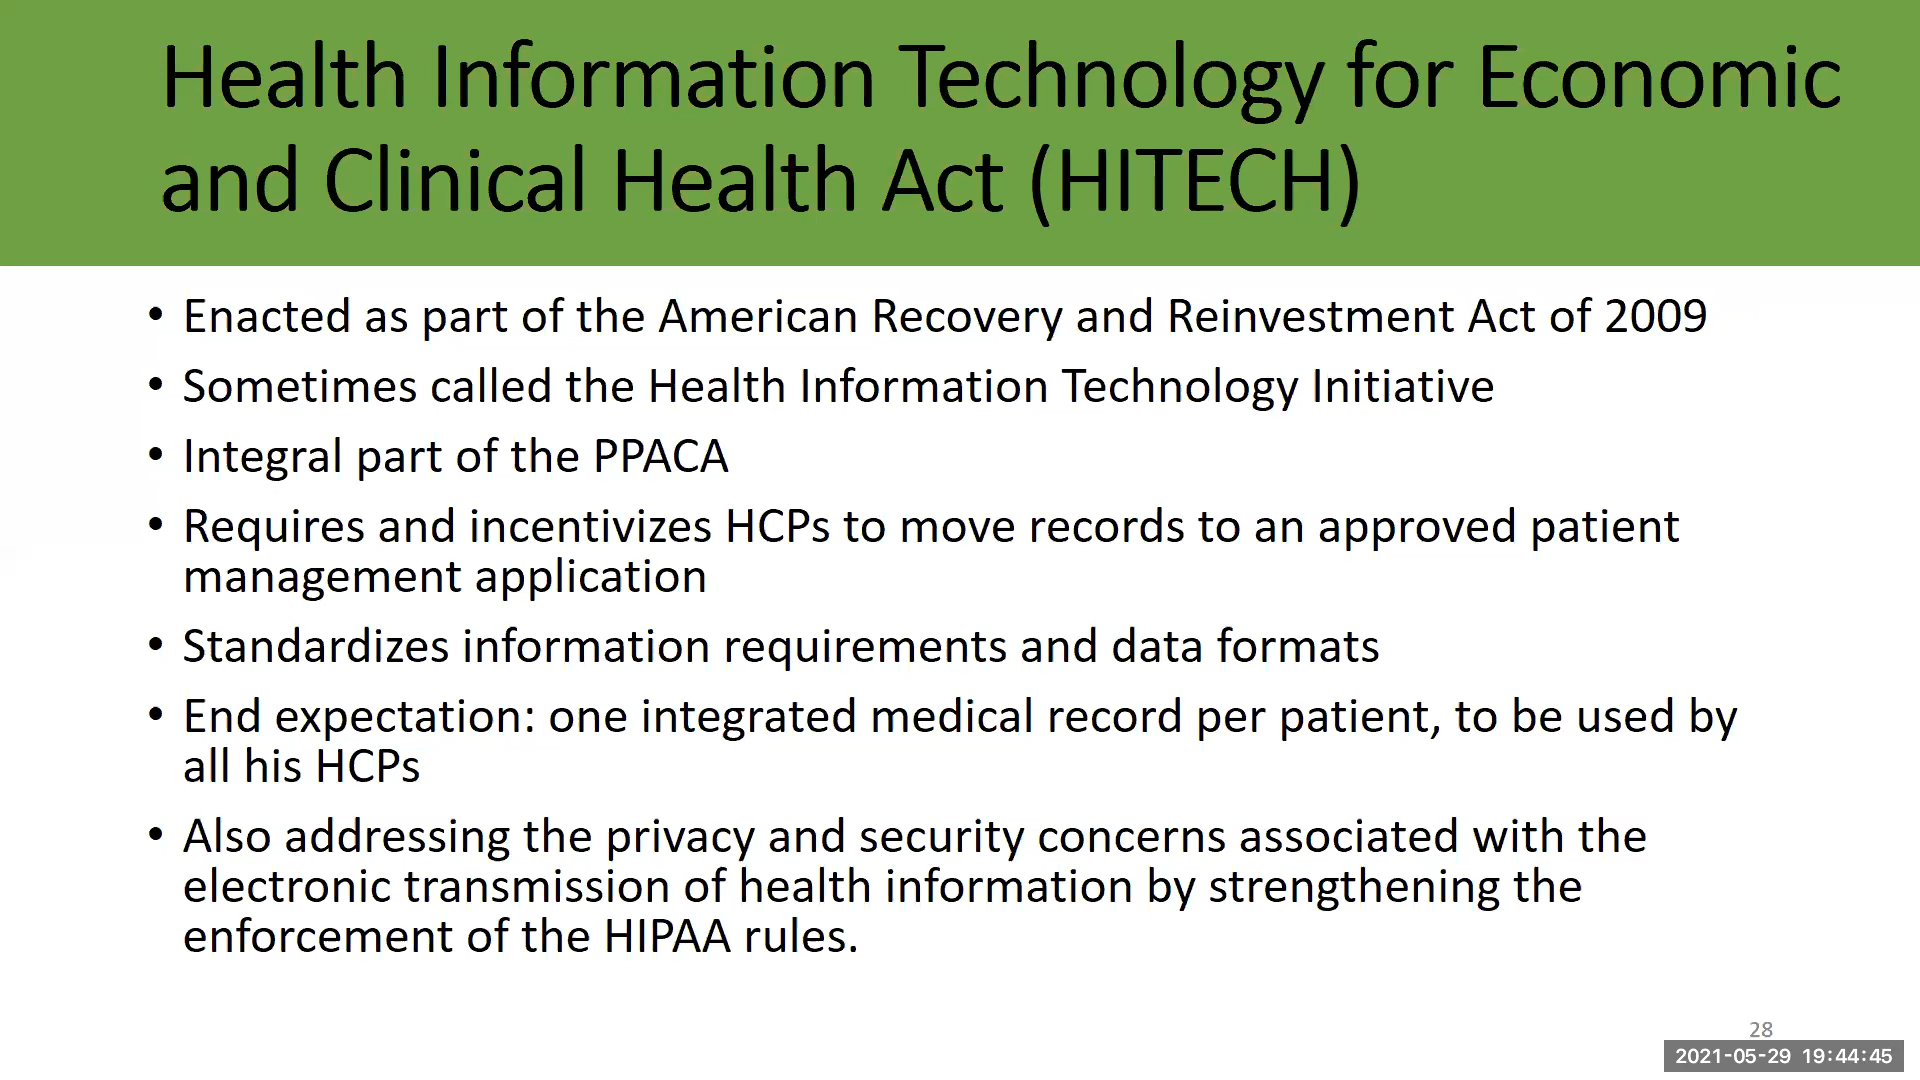 Health Information Technology for Economic
and Clinical Health Act (HITECH)
• Enacted as part of the American Recovery and Reinvestment Act of 2009
• Sometimes called the Health Information Technology Initiative
• Integral part of the PPACA
• Requires and incentivizes HCPs to move records to an approved patient
management application
• Standardizes information requirements and data formats
• End expectation: one integrated medical record per patient, to be used by
all his HCPs
• Also addressing the privacy and security concerns associated with the
electronic transmission of health information by strengthening the
enforcement of the HIPAA rules.
28
2021-05-29 19:44:45